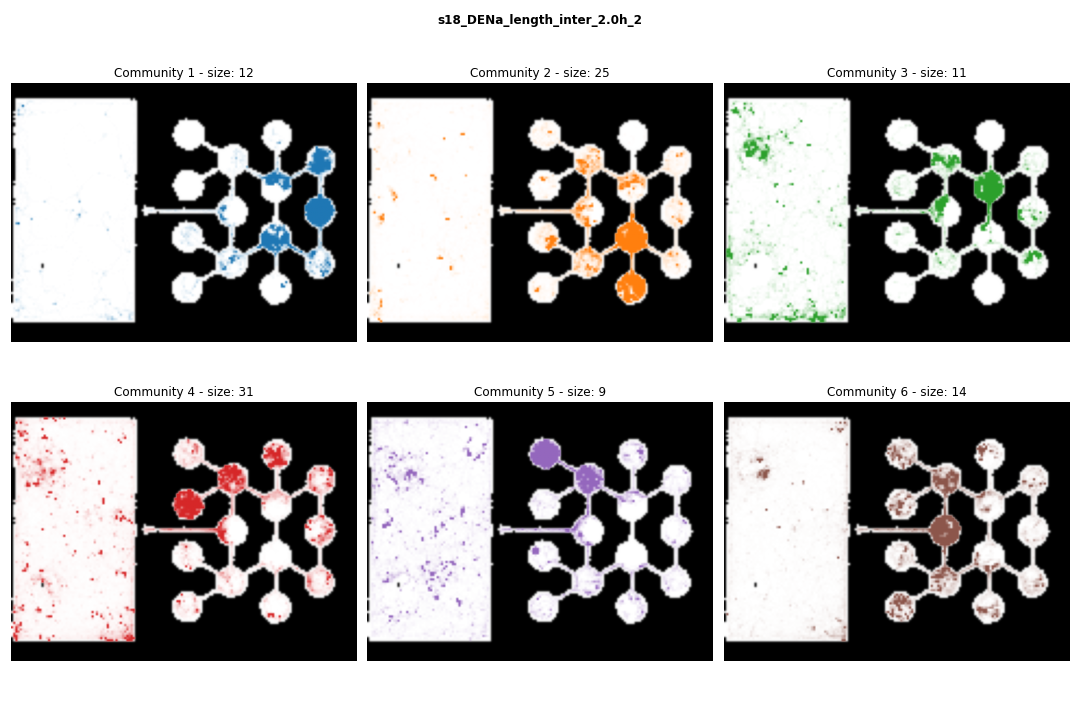 s18_DENa_length_inter_2.0h_2
Community 1 - size: 12
Community 2 - size: 25
Community 3 - size: 11
Community 4 - size: 31
Community 5 - size: 9
Community 6 - size: 14